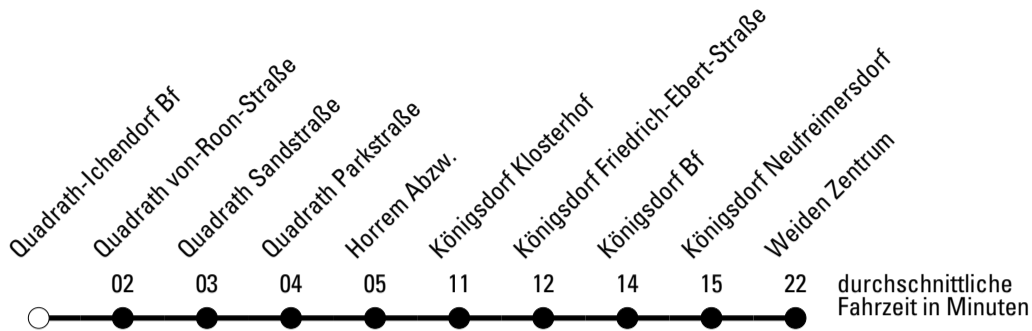 Quadrath-Ichendorf Bf
Quadrath von-Roon-Straße
Quadrath Sandstraße
Quadrath Parkstraße
Horrem Abzw.
Königsdorf Klosterhof
Königsdorf Friedrich-Ebert-Straße
Königsdorf Bf
Königsdorf Neufreimersdorf
Weiden Zentrum
02 03 04 05 11 12 14 15 22
durchschnittliche
Fahrzeit in Minuten